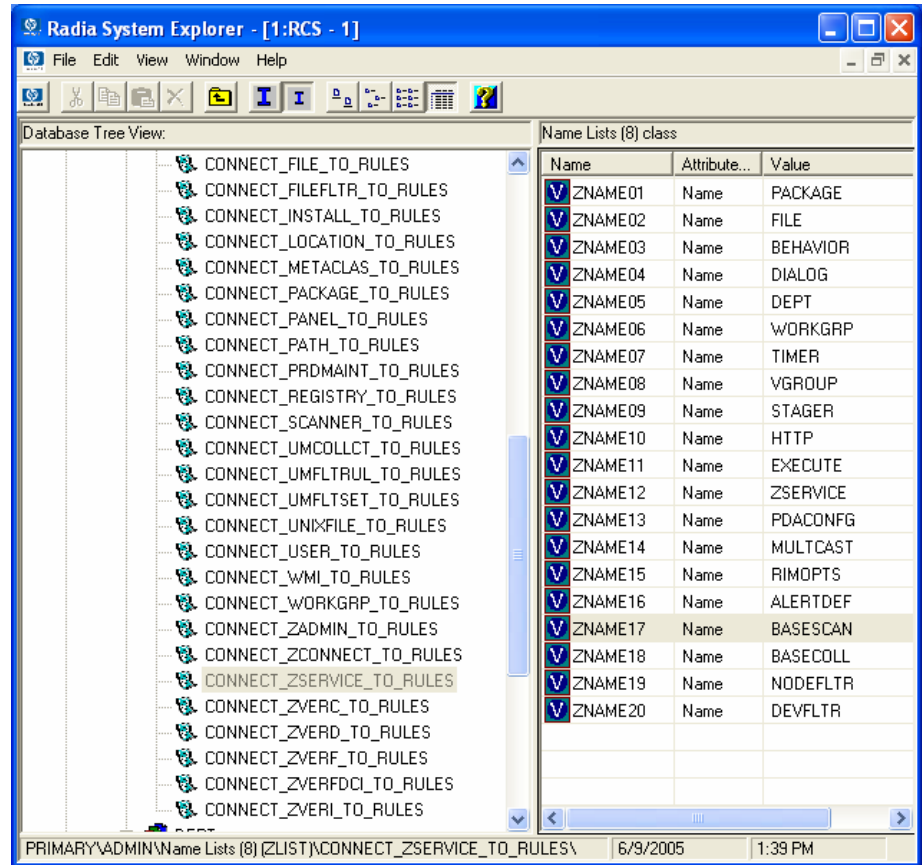 Radia System Explorer - [1:RCS - 1]
File Edit View Window Help
Database Tree View:
CONNECT_FILE_TO_RULES
CONNECT_FILEFLTR_TO_RULES
CONNECT_INSTALL_TO_RULES
CONNECT_LOCATION_TO_RULES
CONNECT_METACLAS_TO_RULES
CONNECT_PACKAGE_TO_RULES
CONNECT_PANEL_TO_RULES
CONNECT_PATH_TO_RULES
CONNECT_PRDMAINT_TO_RULES
CONNECT_REGISTRY_TO_RULES
CONNECT_SCANNER_TO_RULES
CONNECT_UMCOLLCT_TO_RULES
CONNECT_UMFLTRUL_TO_RULES
CONNECT_UMFLTSET_TO_RULES
CONNECT_UNIXFILE_TO_RULES
CONNECT_USER_TO_RULES
CONNECT_WMI_TO_RULES
CONNECT_WORKGRP_TO_RULES
CONNECT_ZADMIN_TO_RULES
CONNECT_ZCONNECT_TO_RULES
CONNECT_ZSERVICE_TO_RULES
CONNECT_ZVERC_TO_RULES
CONNECT_ZVERD_TO_RULES
CONNECT_ZVERF_TO_RULES
CONNECT_ZVERFDCI_TO_RULES
CONNECT_ZVERI_TO_RULES
Name Lists (8) class
Name Attribute... Value
ZNAME01 Name PACKAGE
ZNAME02 Name FILE
ZNAME03 Name BEHAVIOR
ZNAME04 Name DIALOG
ZNAME05 Name DEPT
ZNAME06 Name WORKGRP
ZNAME07 Name TIMER
ZNAME08 Name VGROUP
ZNAME09 Name STAGER
ZNAME10 Name HTTP
ZNAME11 Name EXECUTE
ZNAME12 Name ZSERVICE
ZNAME13 Name PDACONFG
ZNAME14 Name MULTCAST
ZNAME15 Name RIMOPTS
ZNAME16 Name ALERTDEF
ZNAME17 Name BASESCAN
ZNAME18 Name BASECOLL
ZNAME19 Name NODEFLTR
ZNAME20 Name DEVFLTR
PRIMARY\ADMIN\Name Lists (8) (ZLIST)\CONNECT_ZSERVICE_TO_RULES\ 6/9/2005 1:39 PM